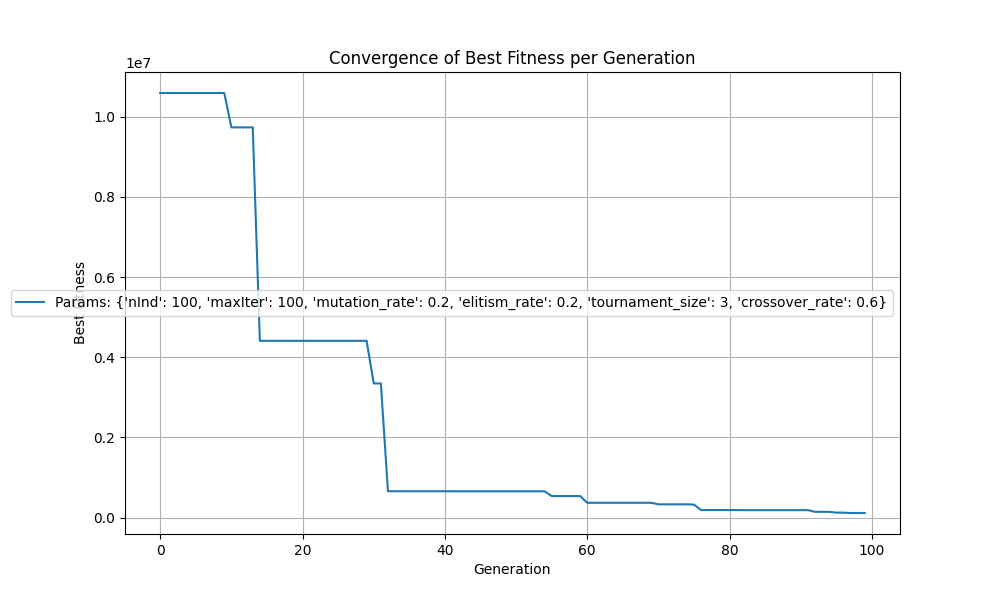 Convergence of Best Fitness per Generation
1e7
1.0
0.8
0.6
0.4
0.2
0.0
Best Fitness
Params: {'nInd': 100, 'maxIter': 100, 'mutation_rate': 0.2, 'elitism_rate': 0.2, 'tournament_size': 3, 'crossover_rate': 0.6}
0 20 40 60 80 100
Generation